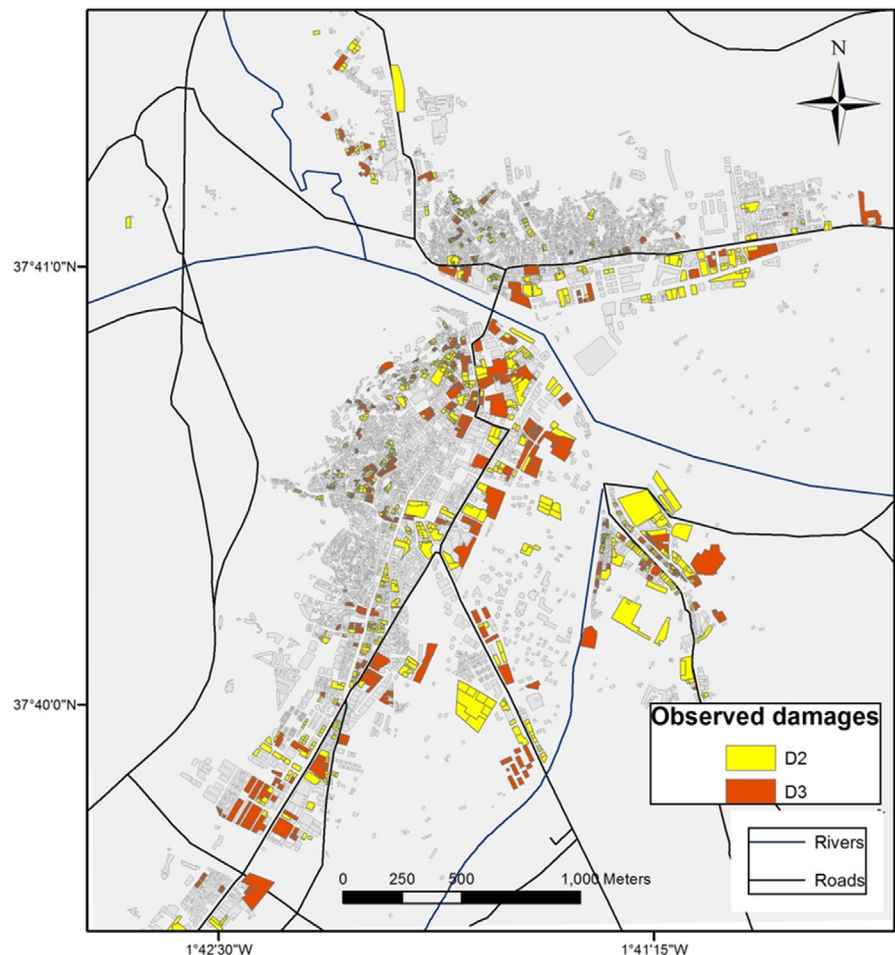 N
37°41'0"N
37°40'0"N
Observed damages
D2
D3
Rivers
Roads
0 250 500 1,000 Meters
1°42'30"W 1°41'15"W